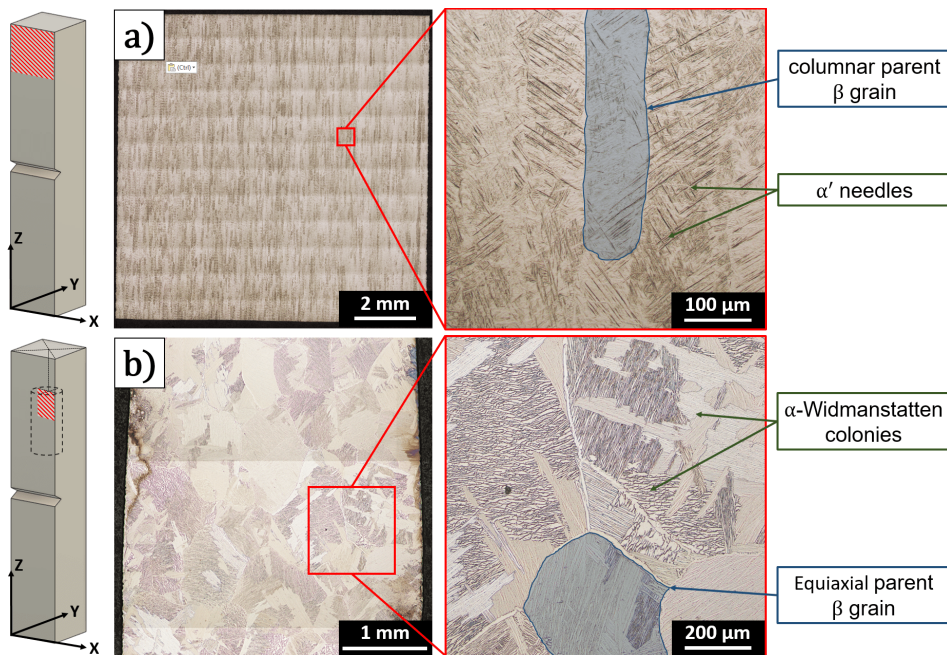 a)
(Ctrl)
Z
Y
X
2 mm
100 µm
columnar parent
β grain
α′ needles
b)
Z
Y
X
1 mm
200 µm
α-Widmanstatten
colonies
Equiaxial parent
β grain